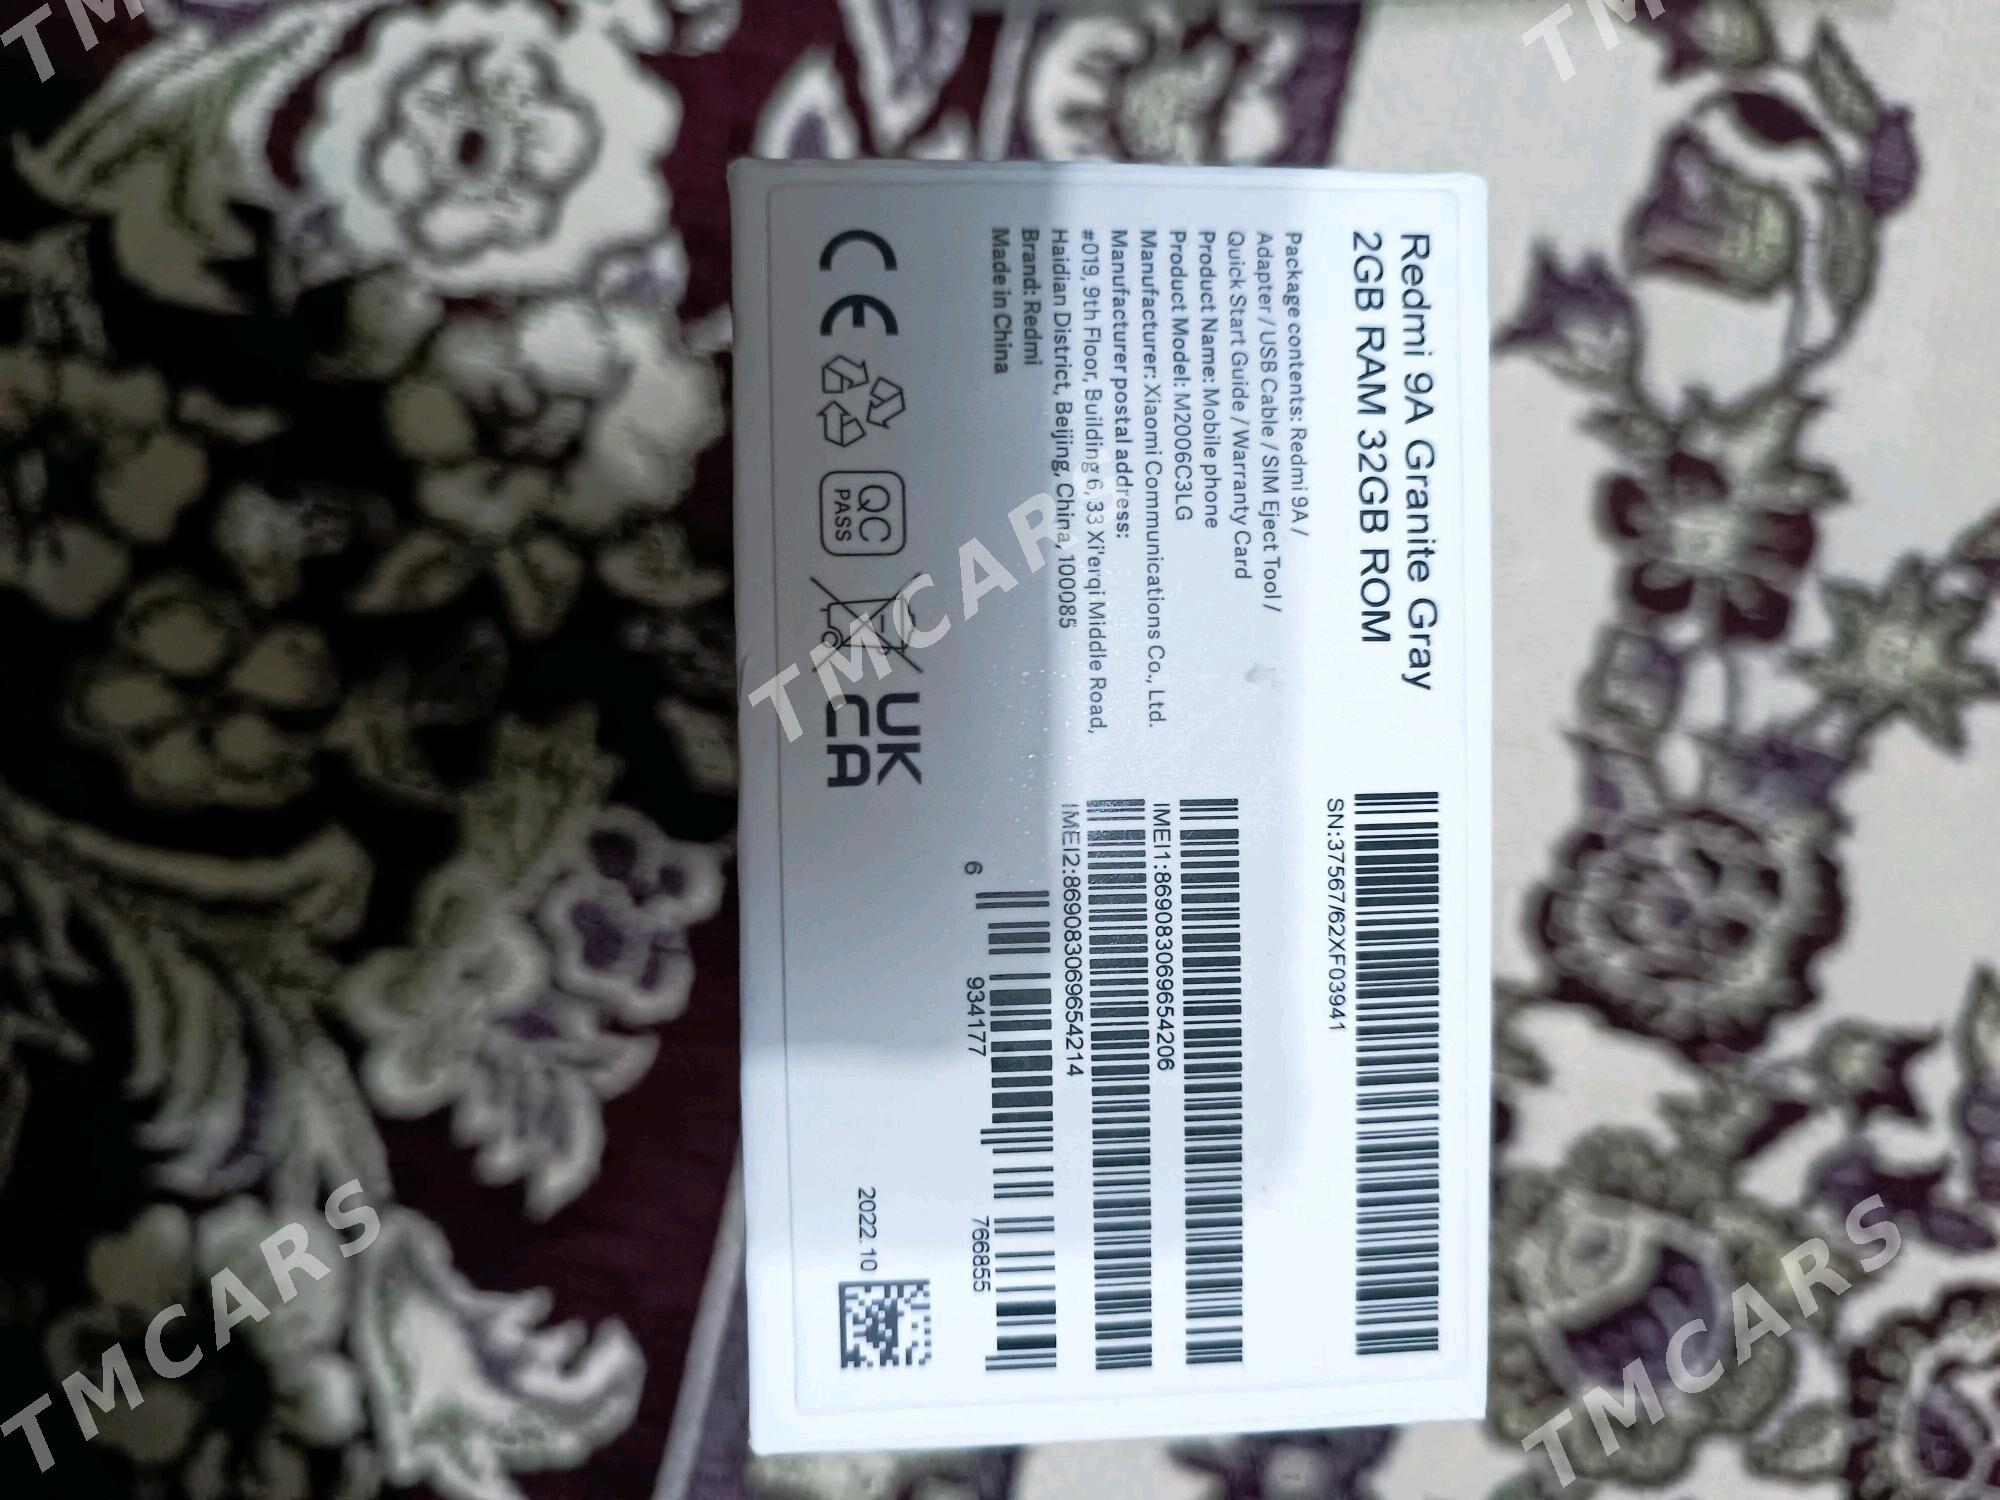 Redmi 9A Granite Gray
2GB RAM 32GB ROM
SN:37567/62XF03941
Package contents: Redmi 9A /
Adapter / USB Cable / SIM Eject Tool /
Quick Start Guide / Warranty Card
Product Name: Mobile phone
Product Model: M2006C3LG
Manufacturer: Xiaomi Communications Co., Ltd.
Manufacturer postal address:
#019, 9th Floor, Building 6, 33 Xi'erqi Middle Road,
Haidian District, Beijing, China, 100085
Brand: Redmi
Made in China
IMEI1:869083069654206
IMEI2:869083069654214
6 934177 766855
CE
QC
PASS
UK
CA
2022.10
TMCARS
TMCARS
TMCARS